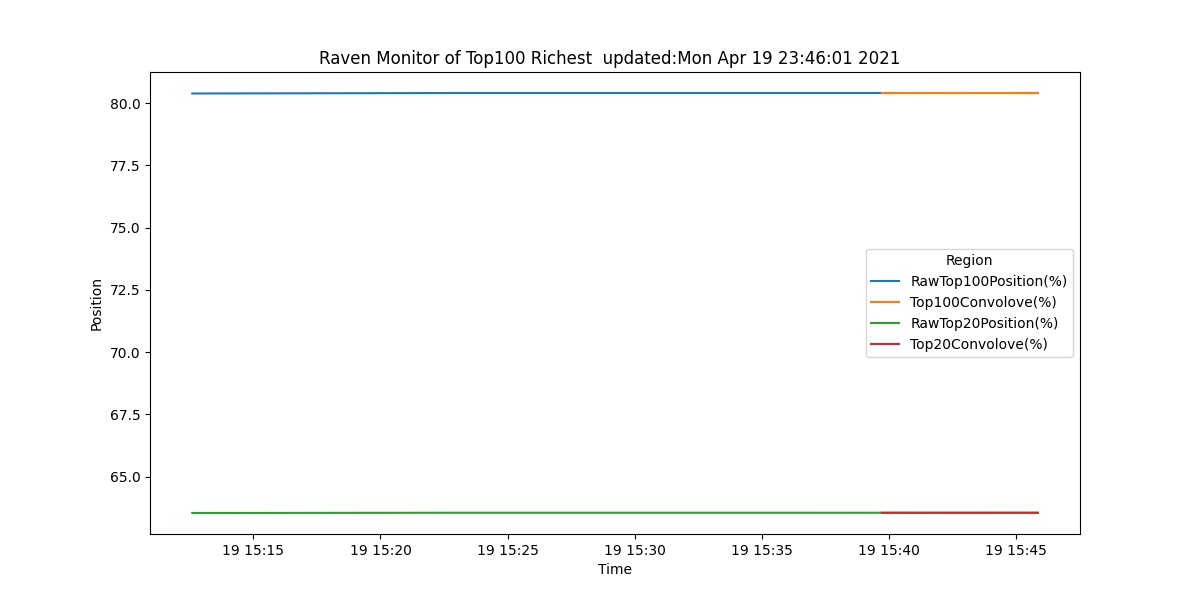 Raven Monitor of Top100 Richest  updated:Mon Apr 19 23:46:01 2021
80.0
77.5
75.0
72.5
70.0
67.5
65.0
Position
Region
RawTop100Position(%)
Top100Convolove(%)
RawTop20Position(%)
Top20Convolove(%)
19 15:15 19 15:20 19 15:25 19 15:30 19 15:35 19 15:40 19 15:45
Time